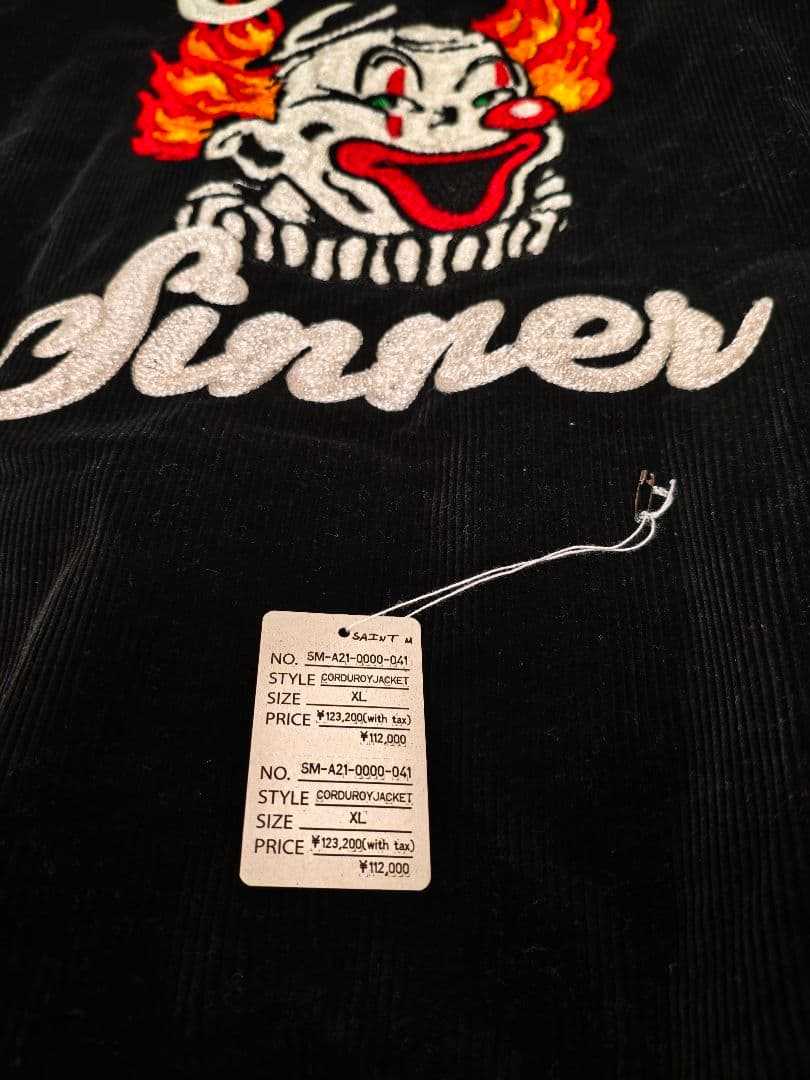 Sinner
SAINT M
NO. SM-A21-0000-041
STYLE CORDUROYJACKET
SIZE XL
PRICE ¥123,200(with tax)
¥112,000
NO. SM-A21-0000-041
STYLE CORDUROYJACKET
SIZE XL
PRICE ¥123,200(with tax)
¥112,000